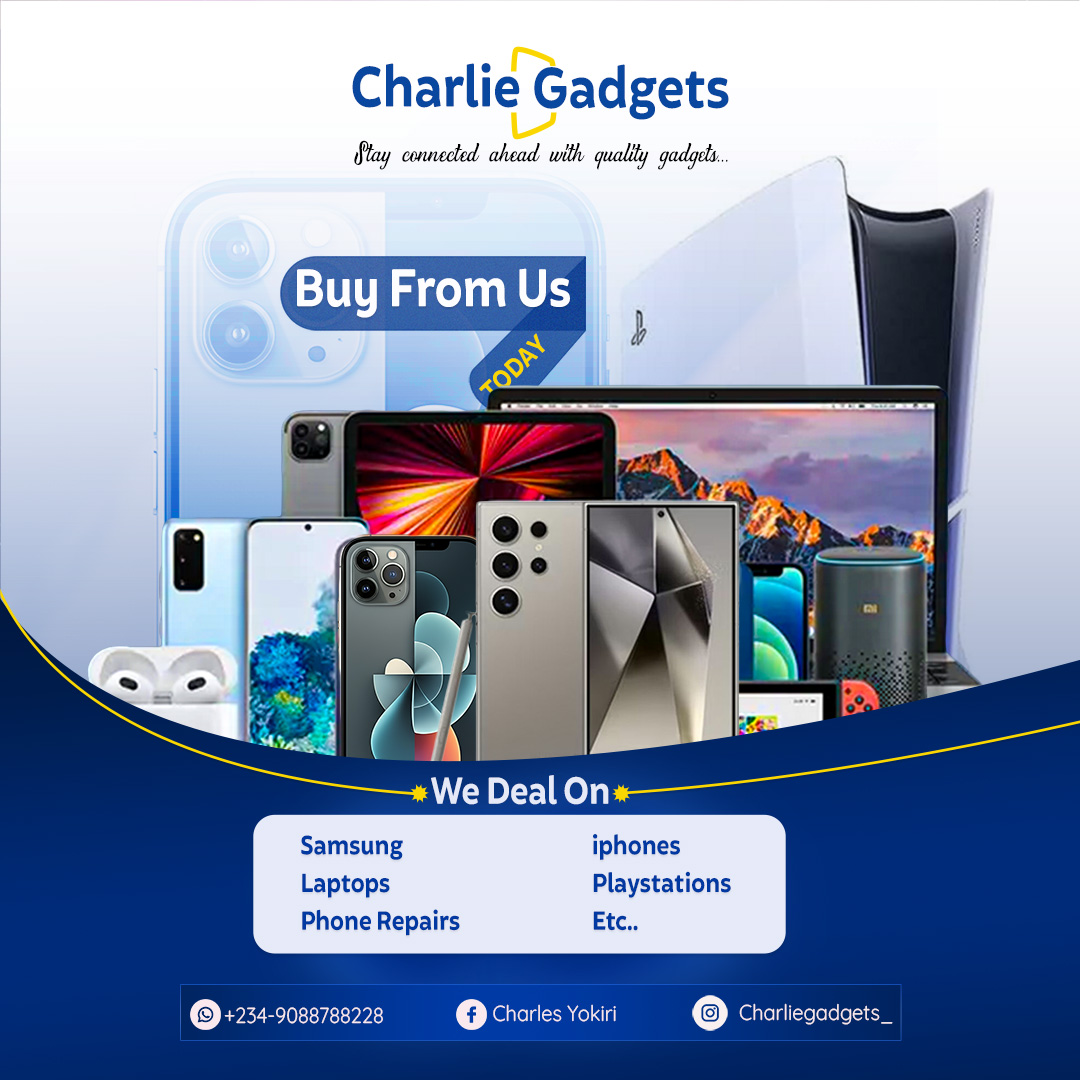 Charlie Gadgets
Stay connected ahead with quality gadgets...
Buy From Us
TODAY
We Deal On
Samsung
iphones
Laptops
Playstations
Phone Repairs
Etc..
+234-9088788228
Charles Yokiri
Charliegadgets_